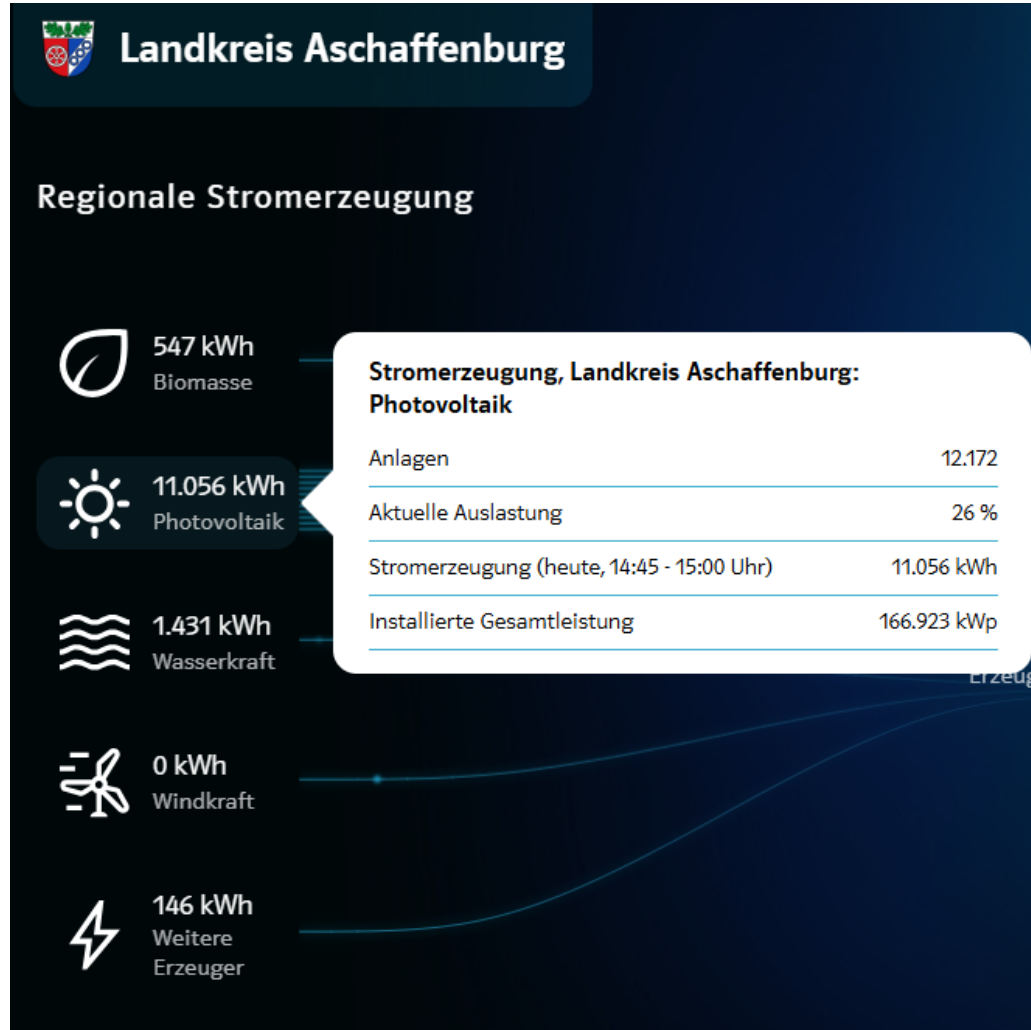 Landkreis Aschaffenburg
Regionale Stromerzeugung
547 kWh
Biomasse
11.056 kWh
Photovoltaik
1.431 kWh
Wasserkraft
0 kWh
Windkraft
146 kWh
Weitere
Erzeuger
Stromerzeugung, Landkreis Aschaffenburg:
Photovoltaik
Anlagen 12.172
Aktuelle Auslastung 26 %
Stromerzeugung (heute, 14:45 - 15:00 Uhr) 11.056 kWh
Installierte Gesamtleistung 166.923 kWp